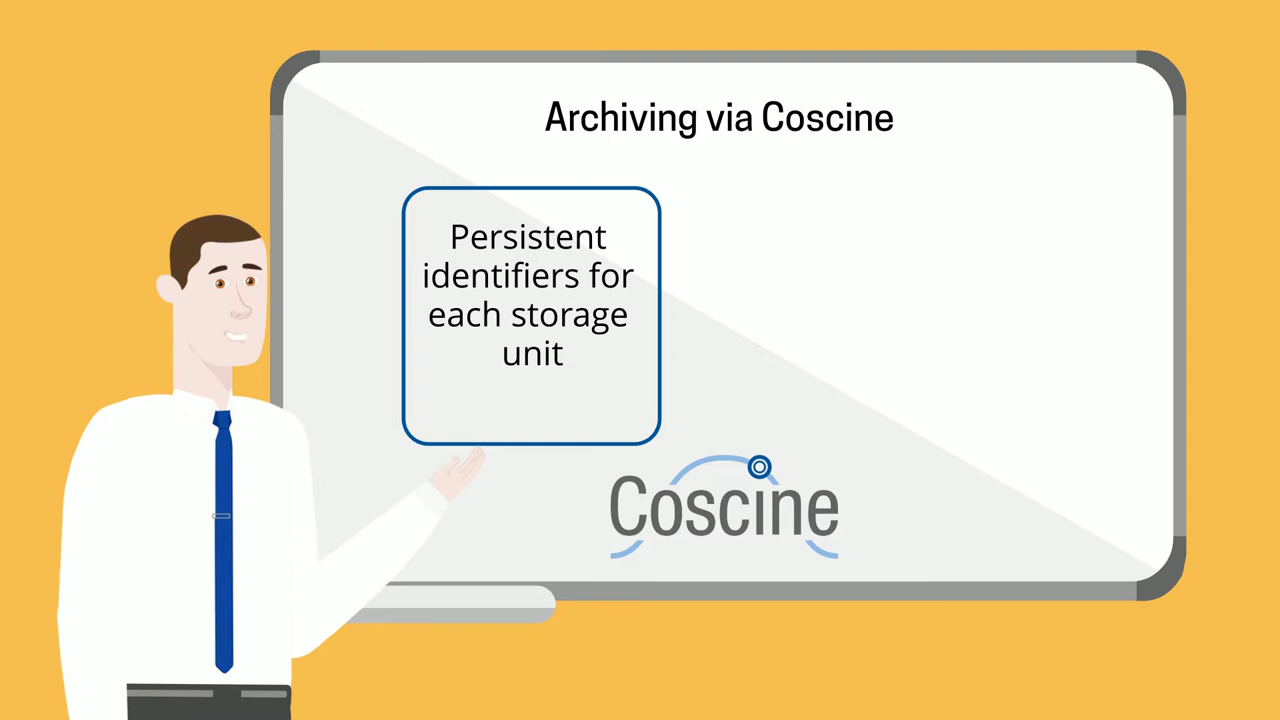 Archiving via Coscine
Persistent
identifiers for
each storage
unit
Coscine